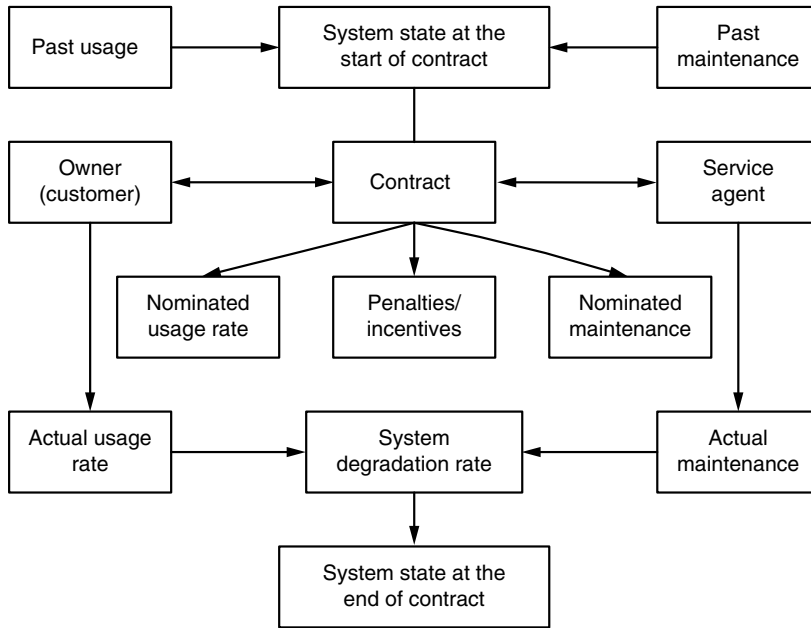 Past usage
System state at the
start of contract
Past
maintenance
Owner
(customer)
Contract
Service
agent
Nominated
usage rate
Penalties/
incentives
Nominated
maintenance
Actual usage
rate
System
degradation rate
Actual
maintenance
System state at the
end of contract